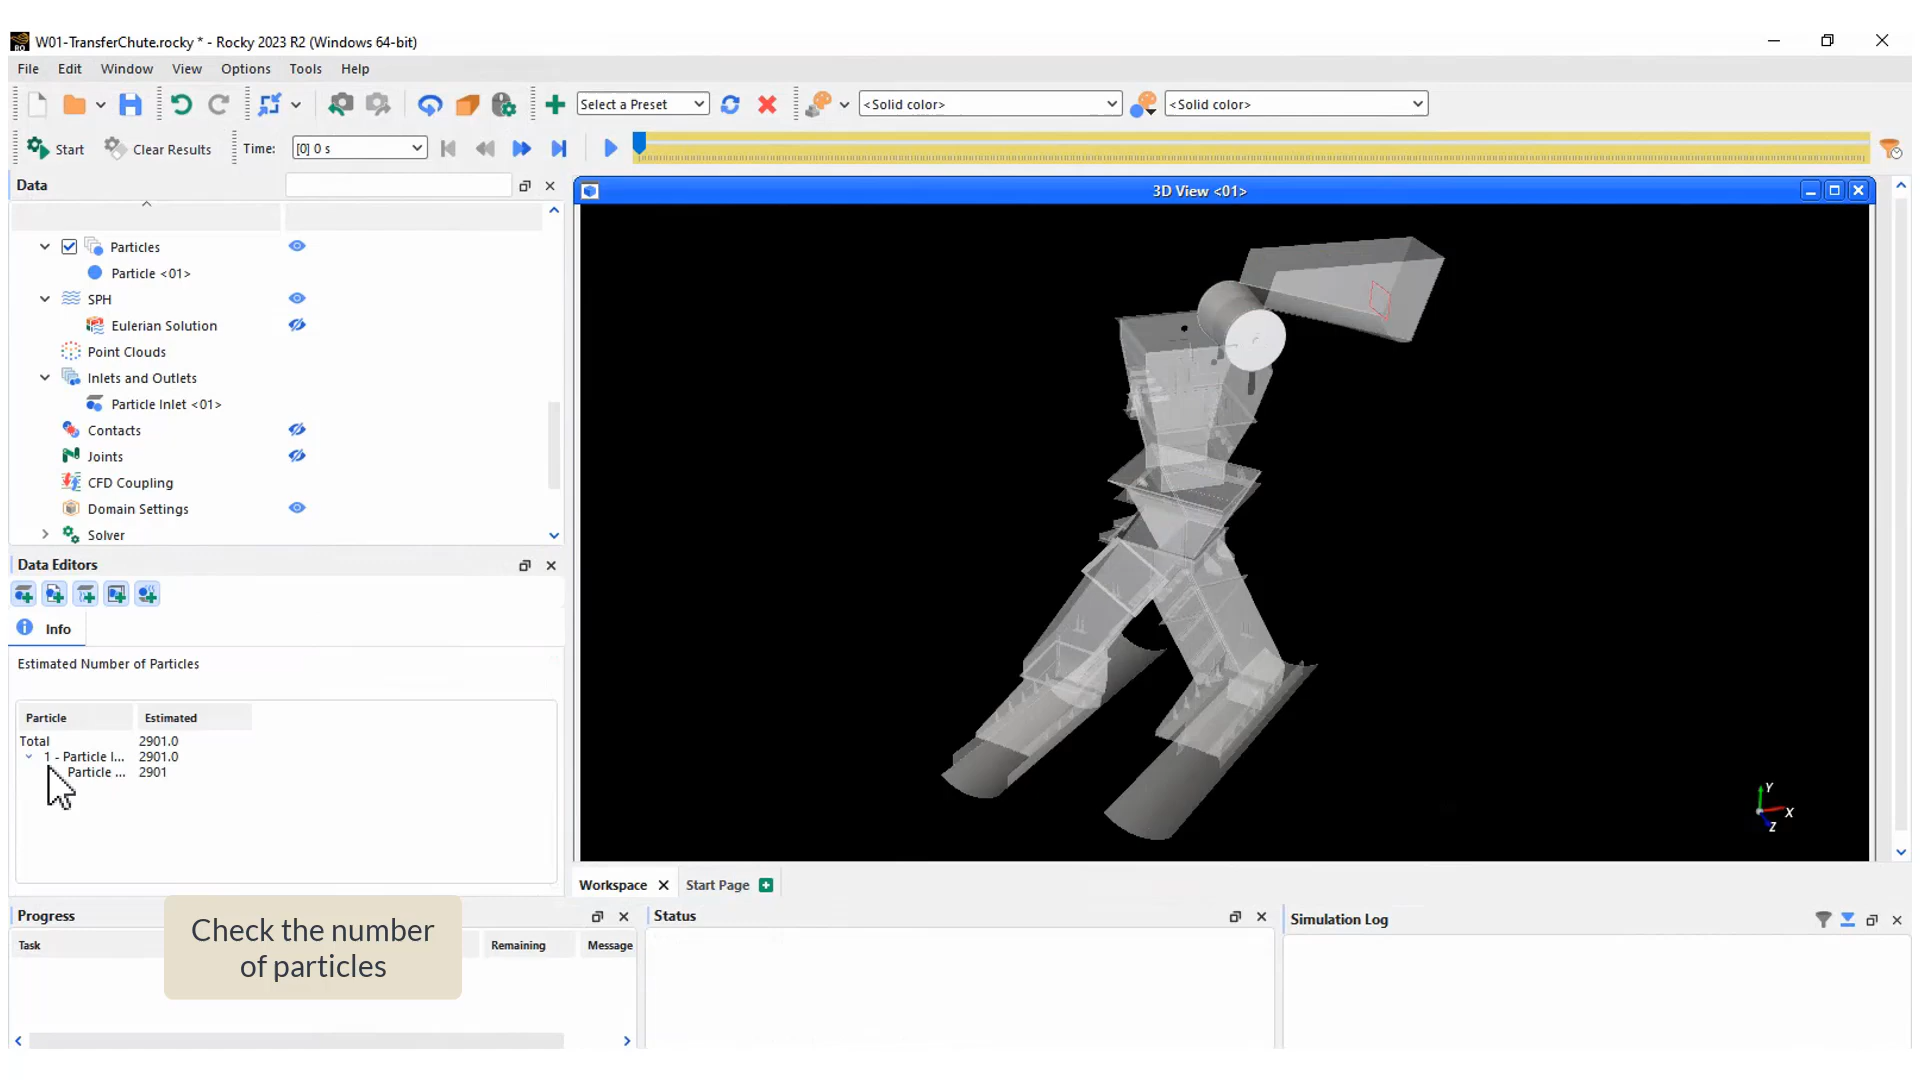 W01-TransferChute.rocky * - Rocky 2023 R2 (Windows 64-bit)
File Edit Window View Options Tools Help
Select a Preset <Solid color> <Solid color>
Start Clear Results Time: [0] 0 s
Data
3D View <01>
Particles
Particle <01>
SPH
Eulerian Solution
Point Clouds
Inlets and Outlets
Particle Inlet <01>
Contacts
Joints
CFD Coupling
Domain Settings
Solver
Data Editors
Info
Estimated Number of Particles
Particle Estimated
Total 2901.0
1 - Particle I... 2901.0
Particle ... 2901
Y
X
Z
Workspace Start Page
Progress Status Simulation Log
Task Remaining Message
Check the number
of particles